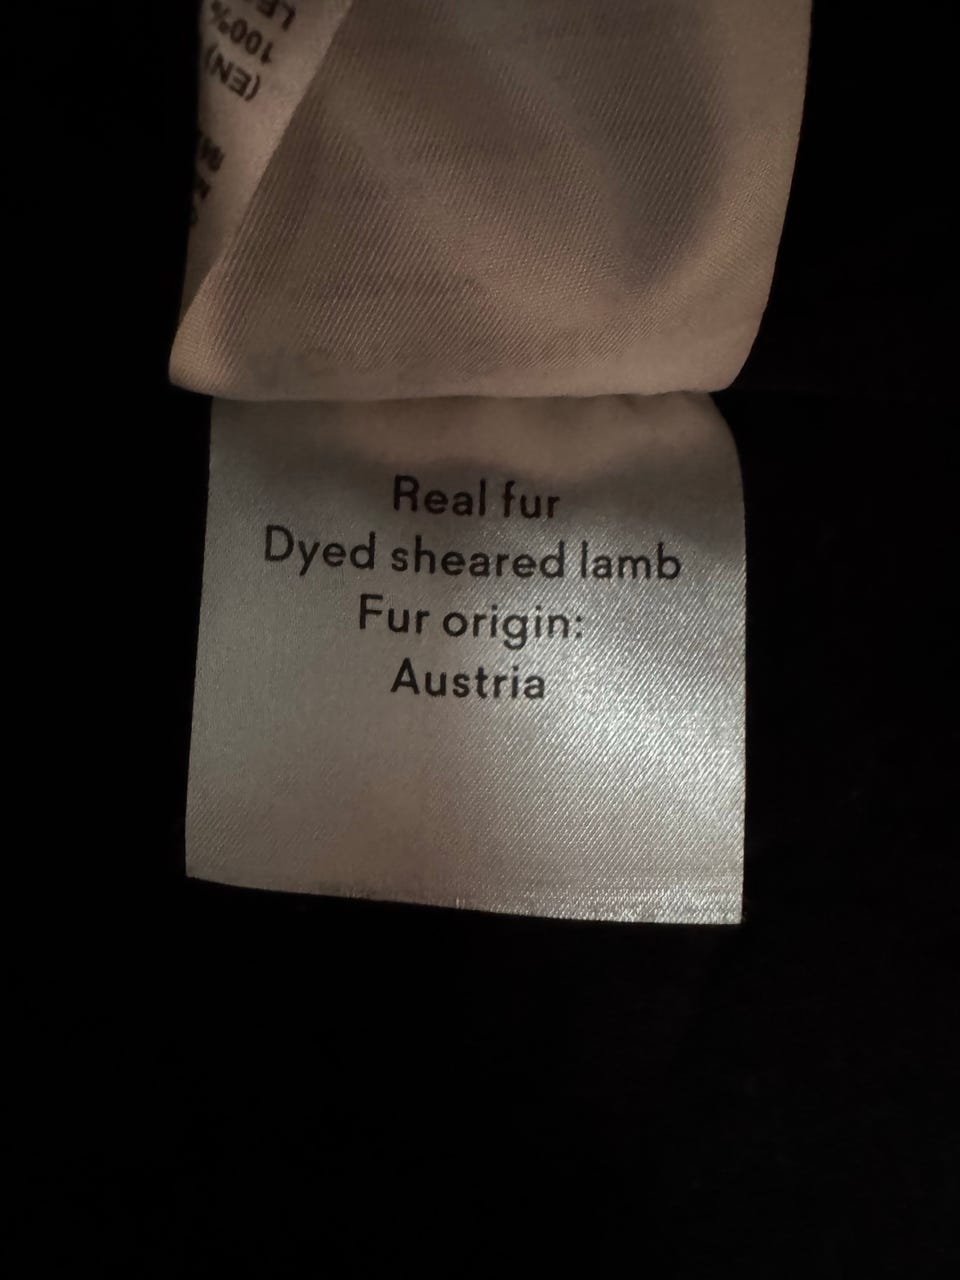 100%
(EN)
Real fur
Dyed sheared lamb
Fur origin:
Austria